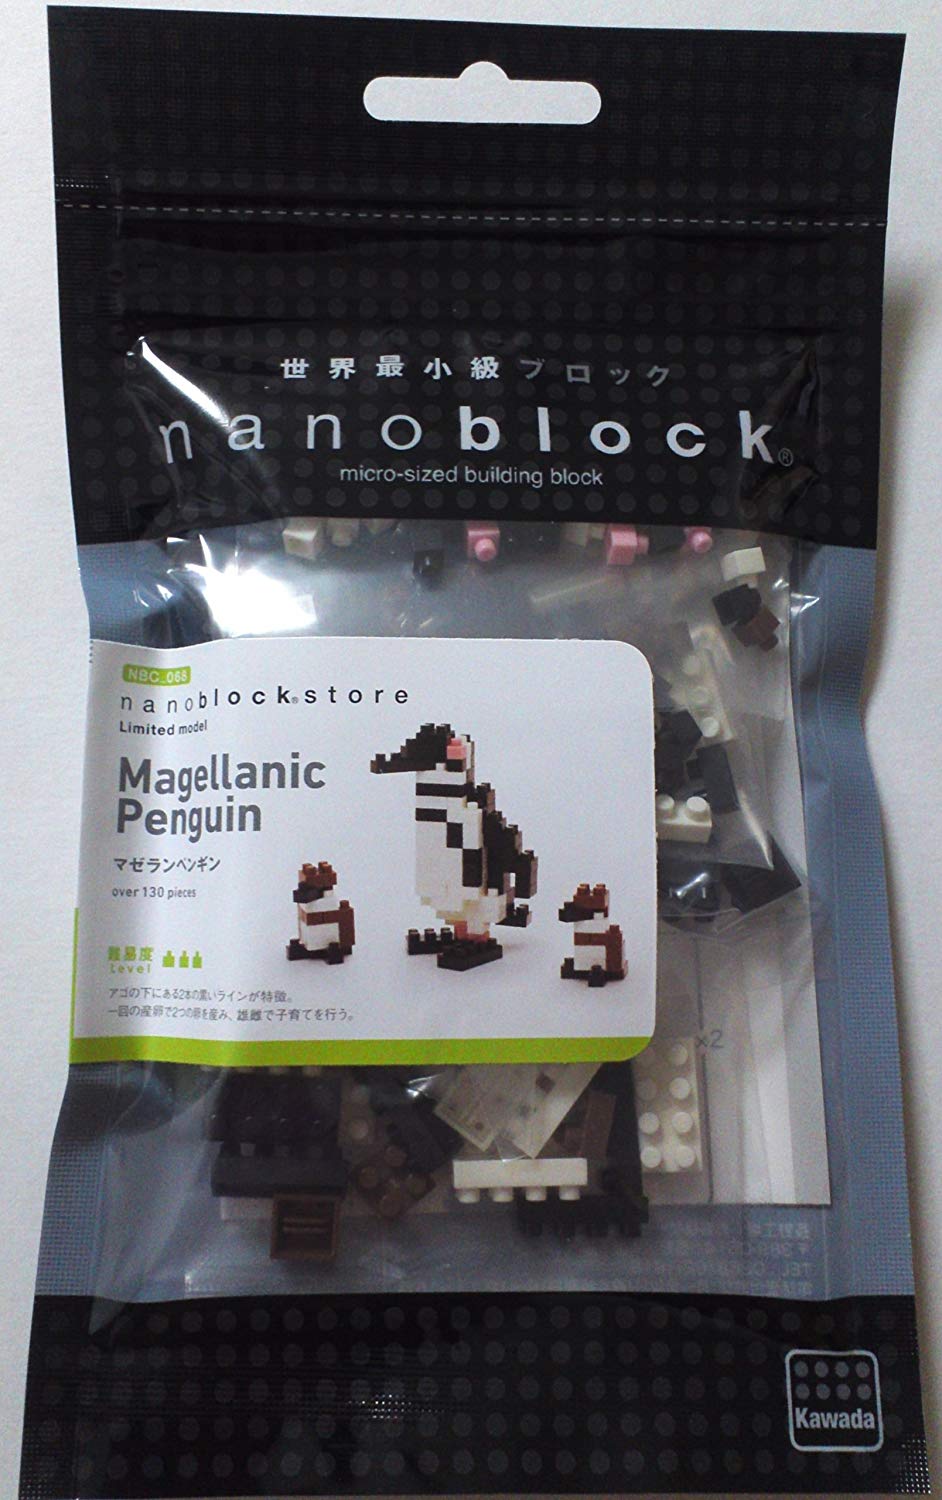 世界最小級ブロック
nanoblock®
micro-sized building block
NBC_068
nanoblock®store
Limited model
Magellanic
Penguin
マゼランペンギン
over 130 pieces
難易度
Level
アゴの下にある2本の黒いラインが特徴。
一回の産卵で2つの卵を産み、雄雌で子育てを行う。
×2
Kawada